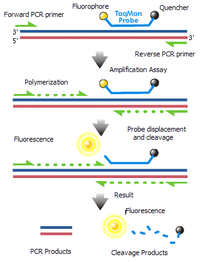 Fluorophore
Quencher
TaqMan
Probe
Forward PCR primer
3'
3'
5'
Reverse PCR primer
Amplification Assay
Polymerization
Probe displacement
and cleavage
Fluorescence
Result
Fluorescence
PCR Products
Cleavage Products